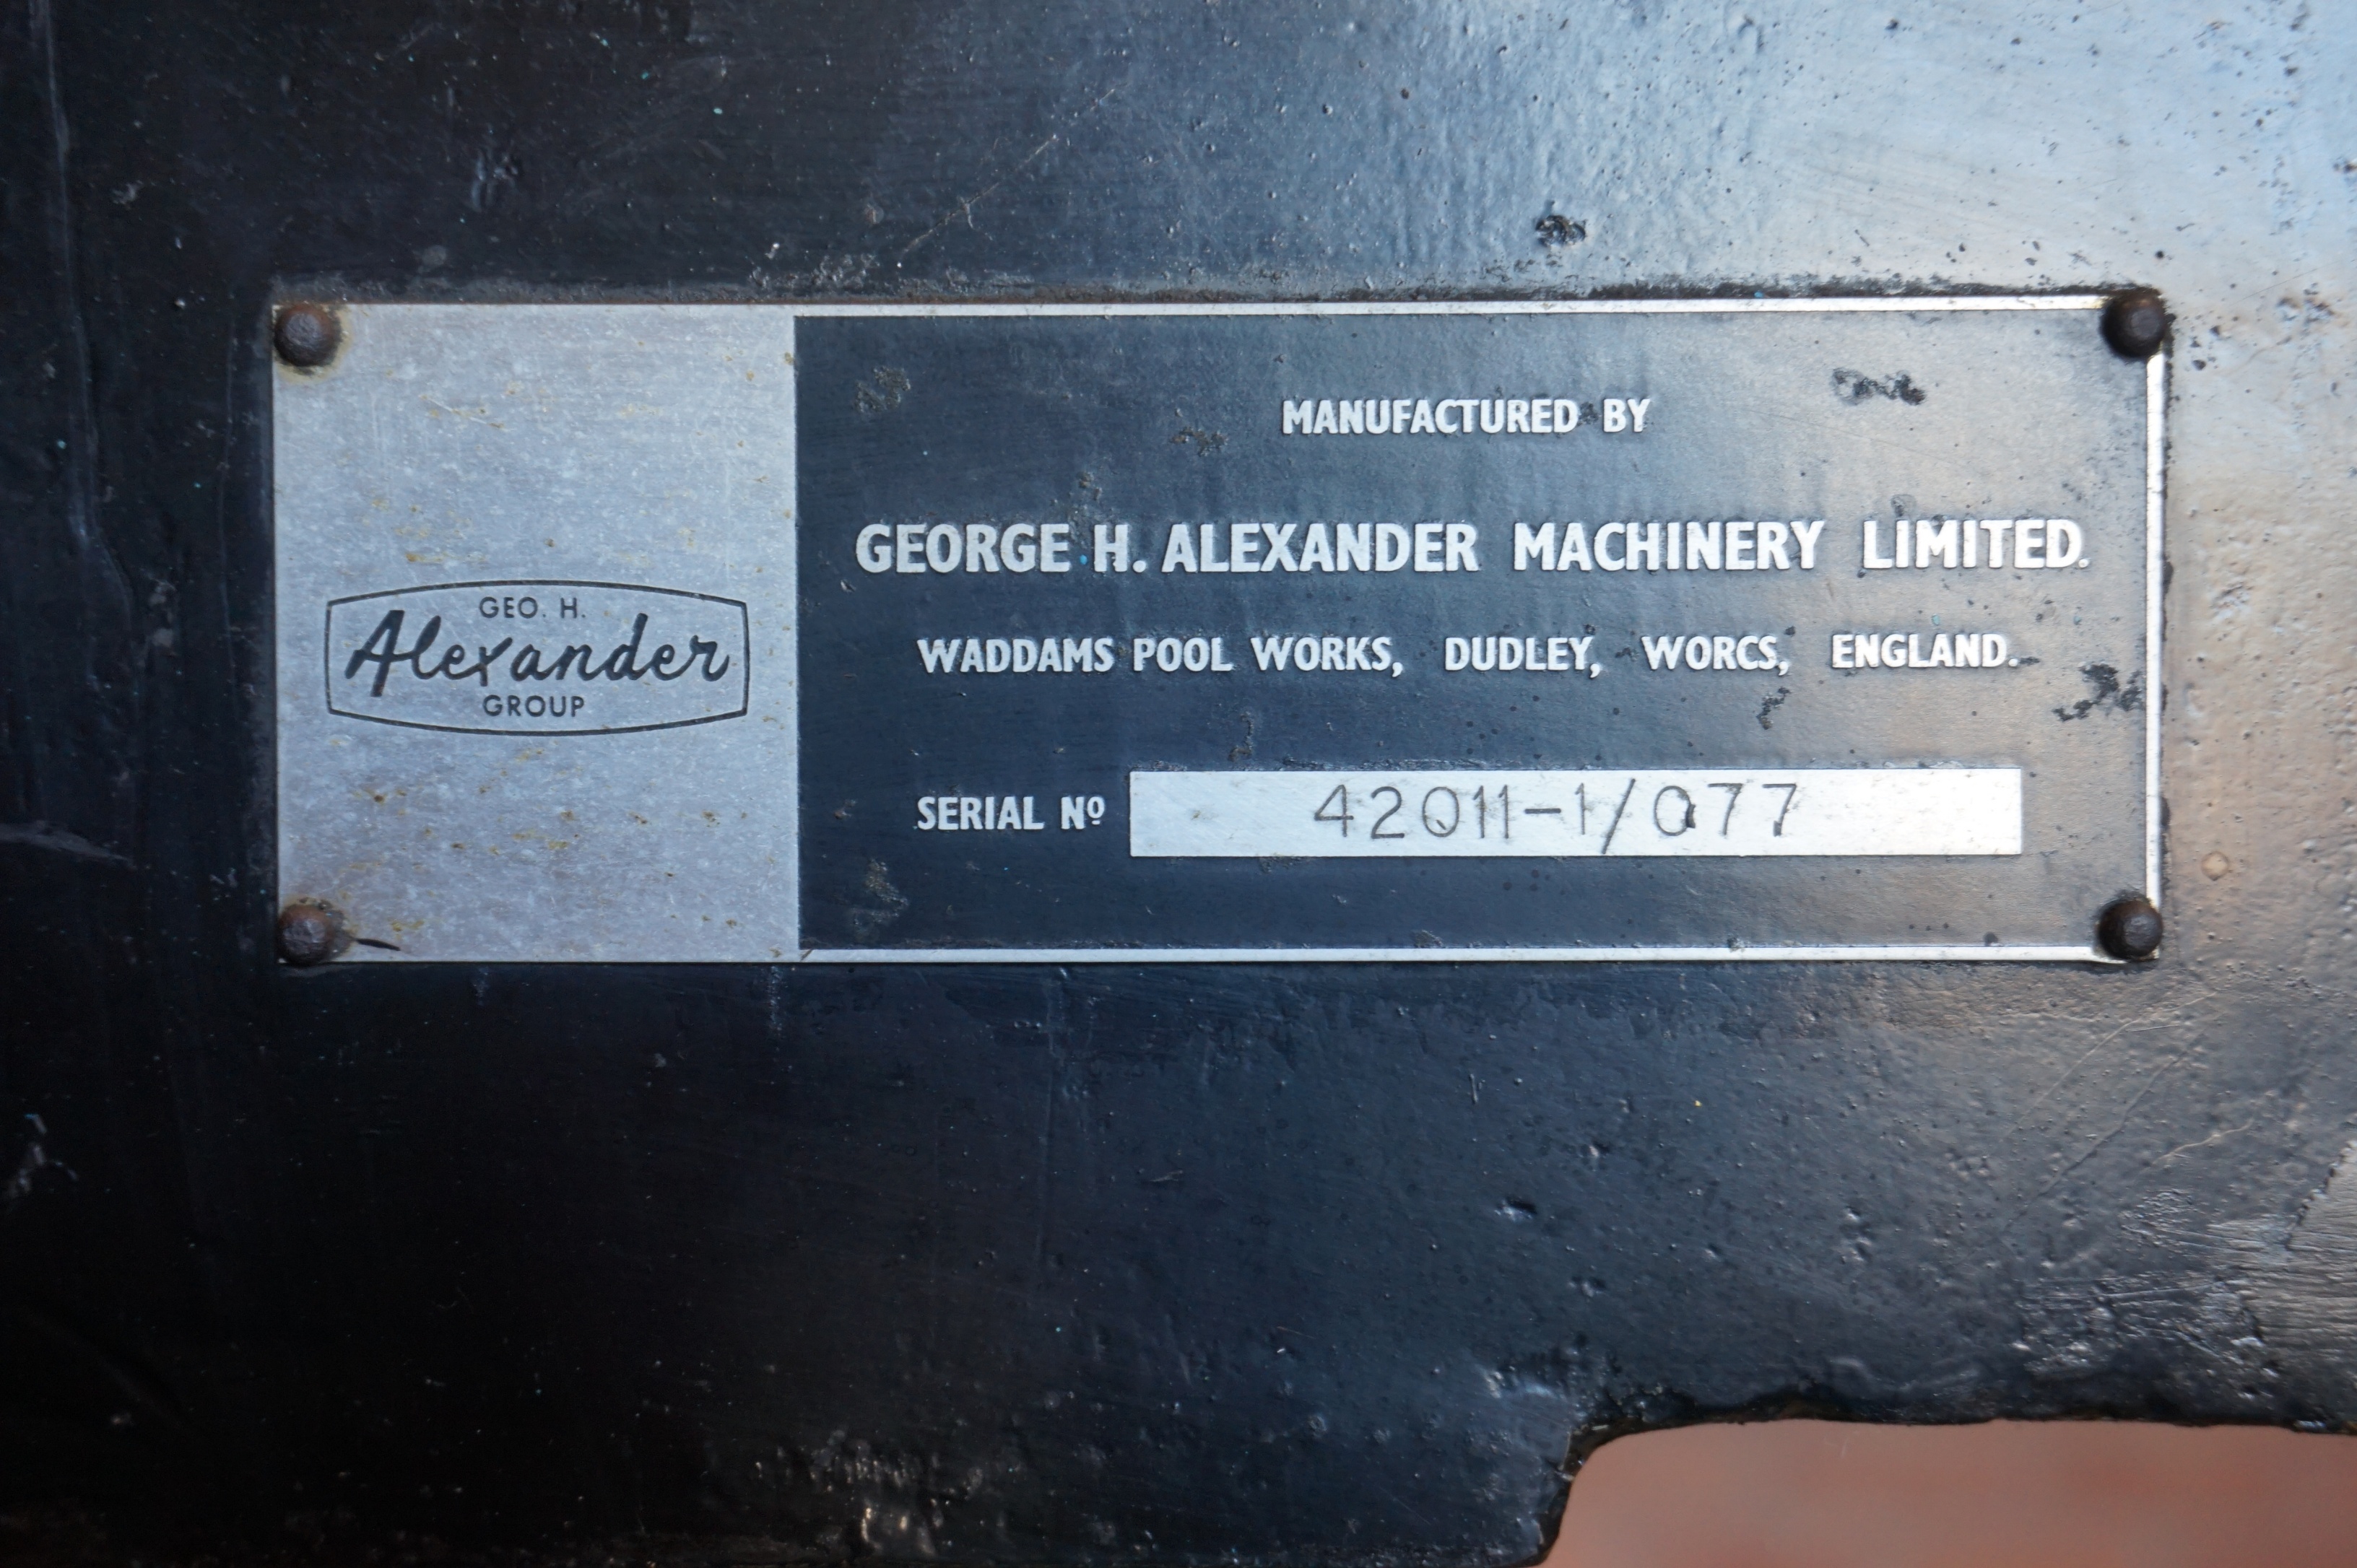 GEO. H.
Alexander
GROUP
MANUFACTURED BY
GEORGE H. ALEXANDER MACHINERY LIMITED.
WADDAMS POOL WORKS, DUDLEY, WORCS, ENGLAND.
SERIAL Nº 42011-1/077